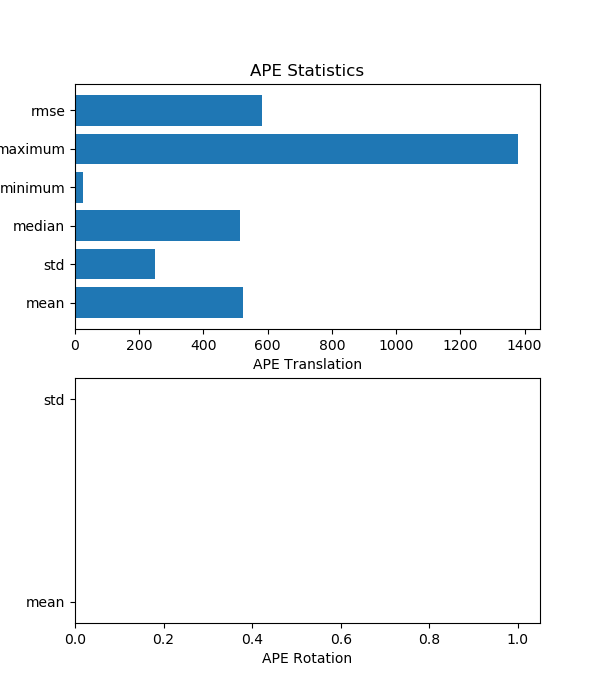 APE Statistics
rmse
maximum
minimum
median
std
mean
0 200 400 600 800 1000 1200 1400
APE Translation
std
mean
0.0 0.2 0.4 0.6 0.8 1.0
APE Rotation